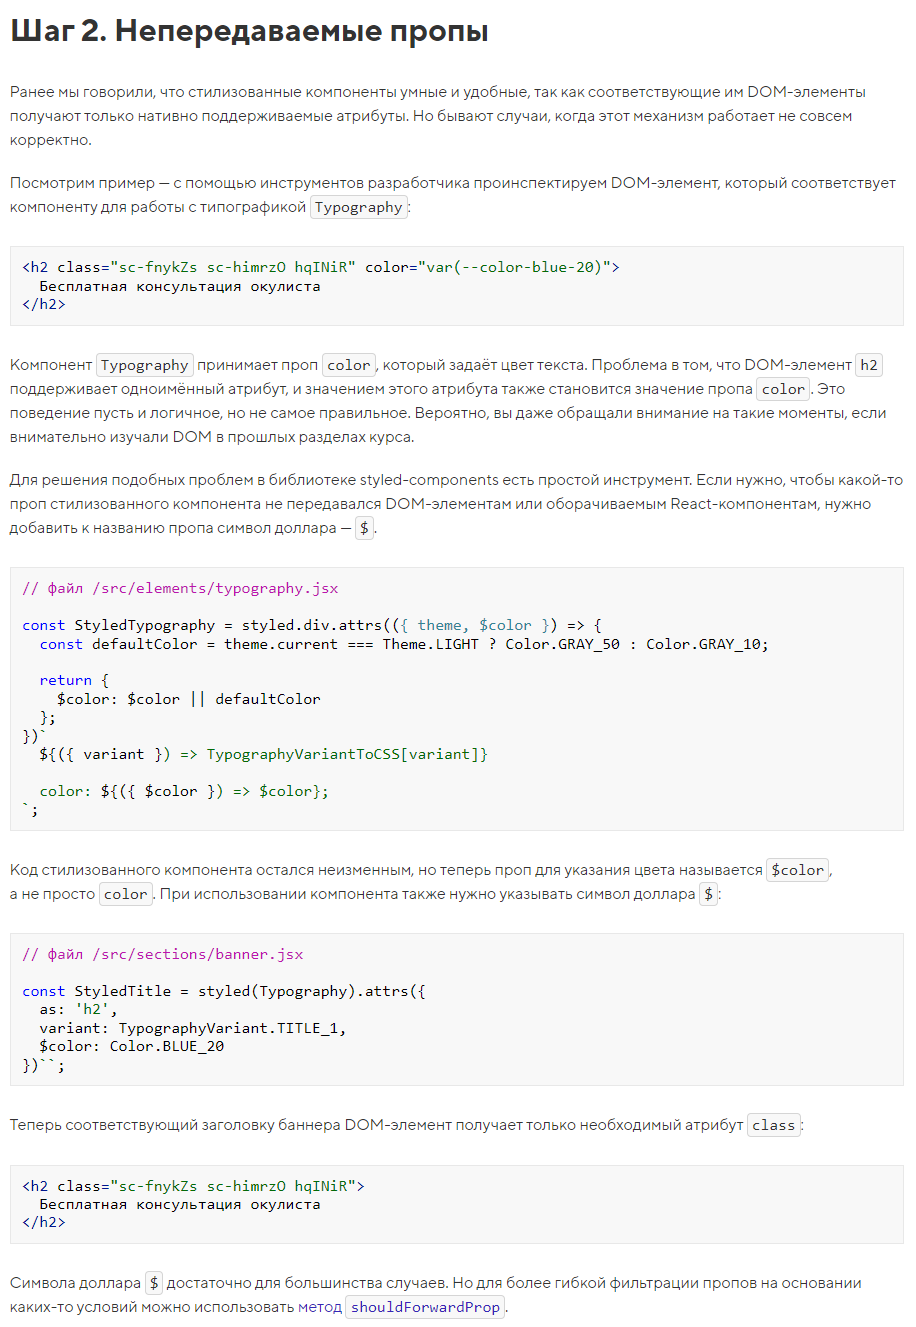 Шаг 2. Непередаваемые пропы
Ранее мы говорили, что стилизованные компоненты умные и удобные, так как соответствующие им DOM-элементы
получают только нативно поддерживаемые атрибуты. Но бывают случаи, когда этот механизм работает не совсем
корректно.
Посмотрим пример — с помощью инструментов разработчика проинспектируем DOM-элемент, который соответствует
компоненту для работы с типографикой Typography:
<h2 class="sc-fnykZs sc-himrzO hqINiR" color="var(--color-blue-20)">
  Бесплатная консультация окулиста
</h2>
Компонент Typography принимает проп color, который задаёт цвет текста. Проблема в том, что DOM-элемент h2
поддерживает одноимённый атрибут, и значением этого атрибута также становится значение пропа color. Это
поведение пусть и логичное, но не самое правильное. Вероятно, вы даже обращали внимание на такие моменты, если
внимательно изучали DOM в прошлых разделах курса.
Для решения подобных проблем в библиотеке styled-components есть простой инструмент. Если нужно, чтобы какой-то
проп стилизованного компонента не передавался DOM-элементам или оборачиваемым React-компонентам, нужно
добавить к названию пропа символ доллара — $.
// файл /src/elements/typography.jsx
const StyledTypography = styled.div.attrs(({ theme, $color }) => {
  const defaultColor = theme.current === Theme.LIGHT ? Color.GRAY_50 : Color.GRAY_10;
  return {
    $color: $color || defaultColor
  };
})`
  ${({ variant }) => TypographyVariantToCSS[variant]}
  color: ${({ $color }) => $color};
`;
Код стилизованного компонента остался неизменным, но теперь проп для указания цвета называется $color,
а не просто color. При использовании компонента также нужно указывать символ доллара $:
// файл /src/sections/banner.jsx
const StyledTitle = styled(Typography).attrs({
  as: 'h2',
  variant: TypographyVariant.TITLE_1,
  $color: Color.BLUE_20
})``;
Теперь соответствующий заголовку баннера DOM-элемент получает только необходимый атрибут class:
<h2 class="sc-fnykZs sc-himrzO hqINiR">
  Бесплатная консультация окулиста
</h2>
Символа доллара $ достаточно для большинства случаев. Но для более гибкой фильтрации пропов на основании
каких-то условий можно использовать метод shouldForwardProp.